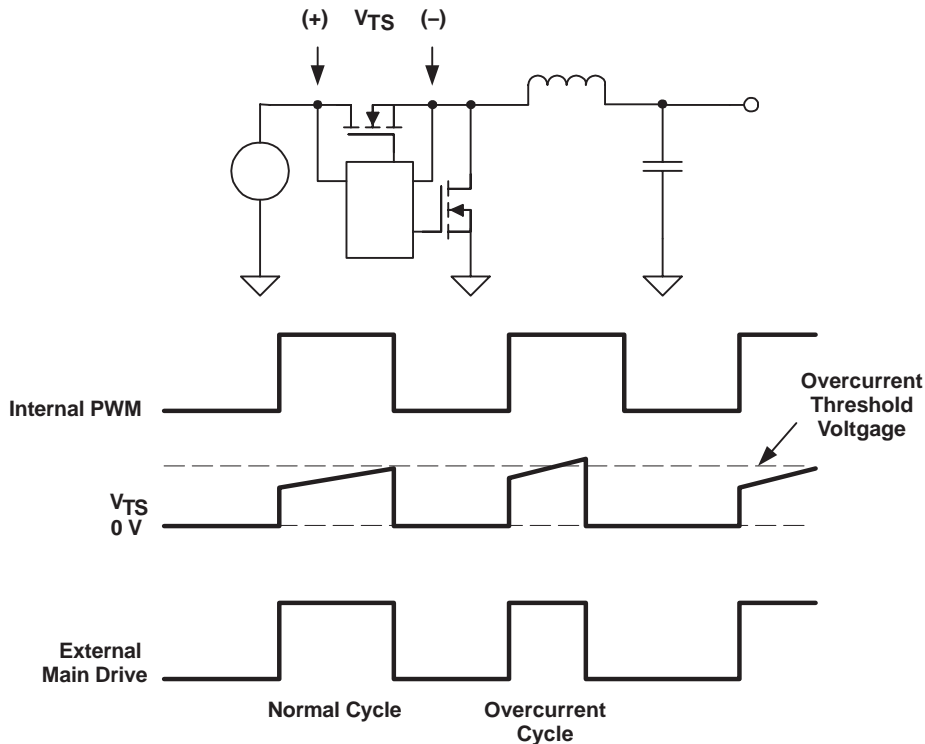 (+) VTS (–)
Internal PWM
Overcurrent
Threshold
Voltgage
VTS
0 V
External
Main Drive
Normal Cycle
Overcurrent
Cycle